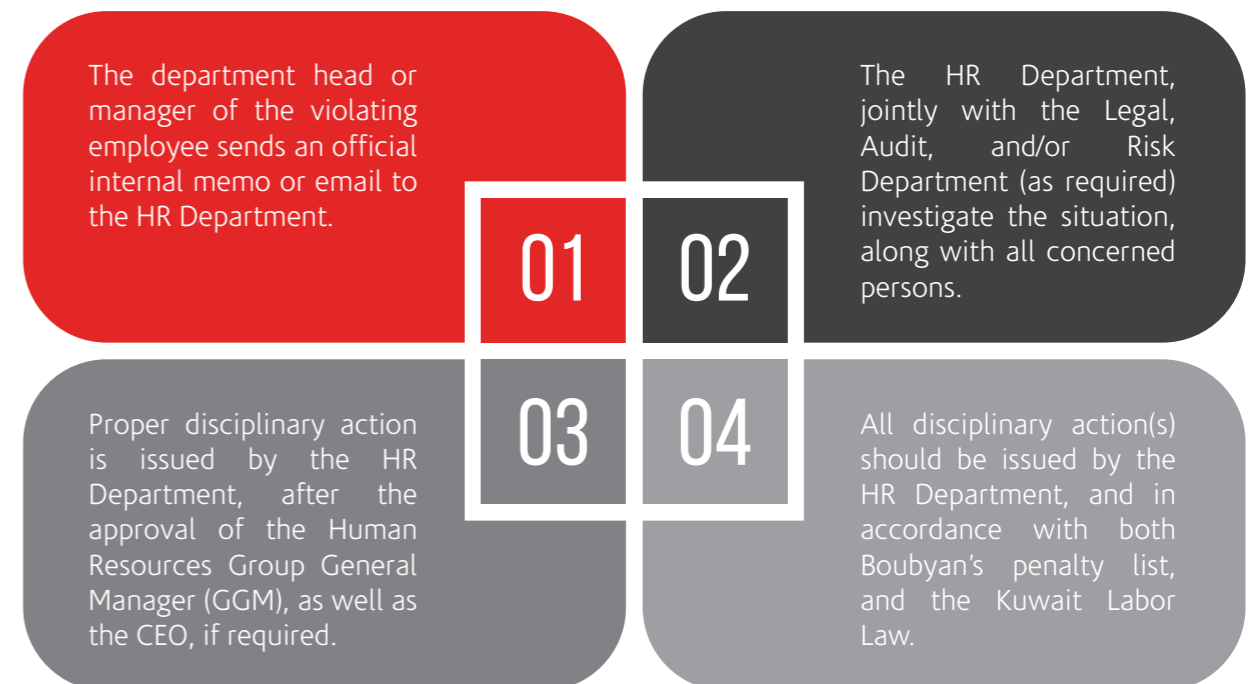 The department head or
manager of the violating
employee sends an official
internal memo or email to
the HR Department.
01
02
The HR Department,
jointly with the Legal,
Audit, and/or Risk
Department (as required)
investigate the situation,
along with all concerned
persons.
Proper disciplinary action
is issued by the HR
Department, after the
approval of the Human
Resources Group General
Manager (GGM), as well as
the CEO, if required.
03
04
All disciplinary action(s)
should be issued by the
HR Department, and in
accordance with both
Boubyan’s penalty list,
and the Kuwait Labor
Law.